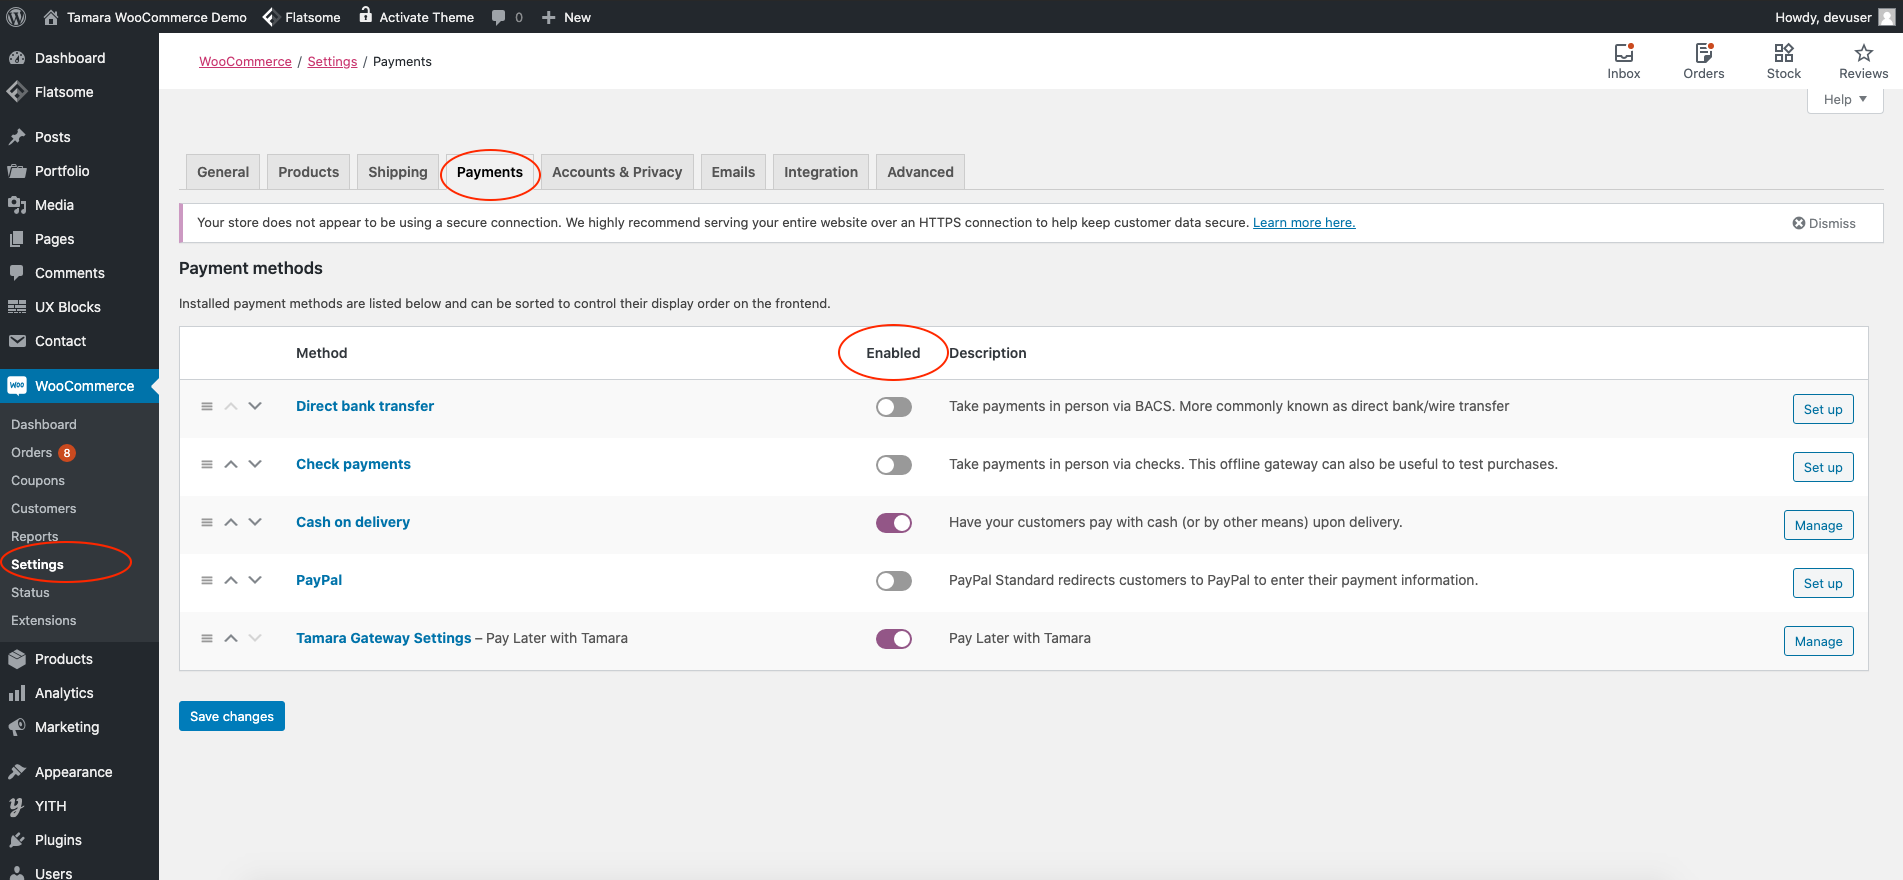 Tamara WooCommerce Demo Flatsome Activate Theme 0 New Howdy, devuser
Dashboard
Flatsome
Posts
Portfolio
Media
Pages
Comments
UX Blocks
Contact
woo WooCommerce
Dashboard
Orders 8
Coupons
Customers
Reports
Settings
Status
Extensions
Products
Analytics
Marketing
Appearance
YITH
Plugins
Users
WooCommerce / Settings / Payments
Inbox Orders Stock Reviews
Help
General Products Shipping Payments Accounts & Privacy Emails Integration Advanced
Your store does not appear to be using a secure connection. We highly recommend serving your entire website over an HTTPS connection to help keep customer data secure. Learn more here. Dismiss
Payment methods
Installed payment methods are listed below and can be sorted to control their display order on the frontend.
Method Enabled Description
Direct bank transfer Take payments in person via BACS. More commonly known as direct bank/wire transfer Set up
Check payments Take payments in person via checks. This offline gateway can also be useful to test purchases. Set up
Cash on delivery Have your customers pay with cash (or by other means) upon delivery. Manage
PayPal PayPal Standard redirects customers to PayPal to enter their payment information. Set up
Tamara Gateway Settings – Pay Later with Tamara Pay Later with Tamara Manage
Save changes